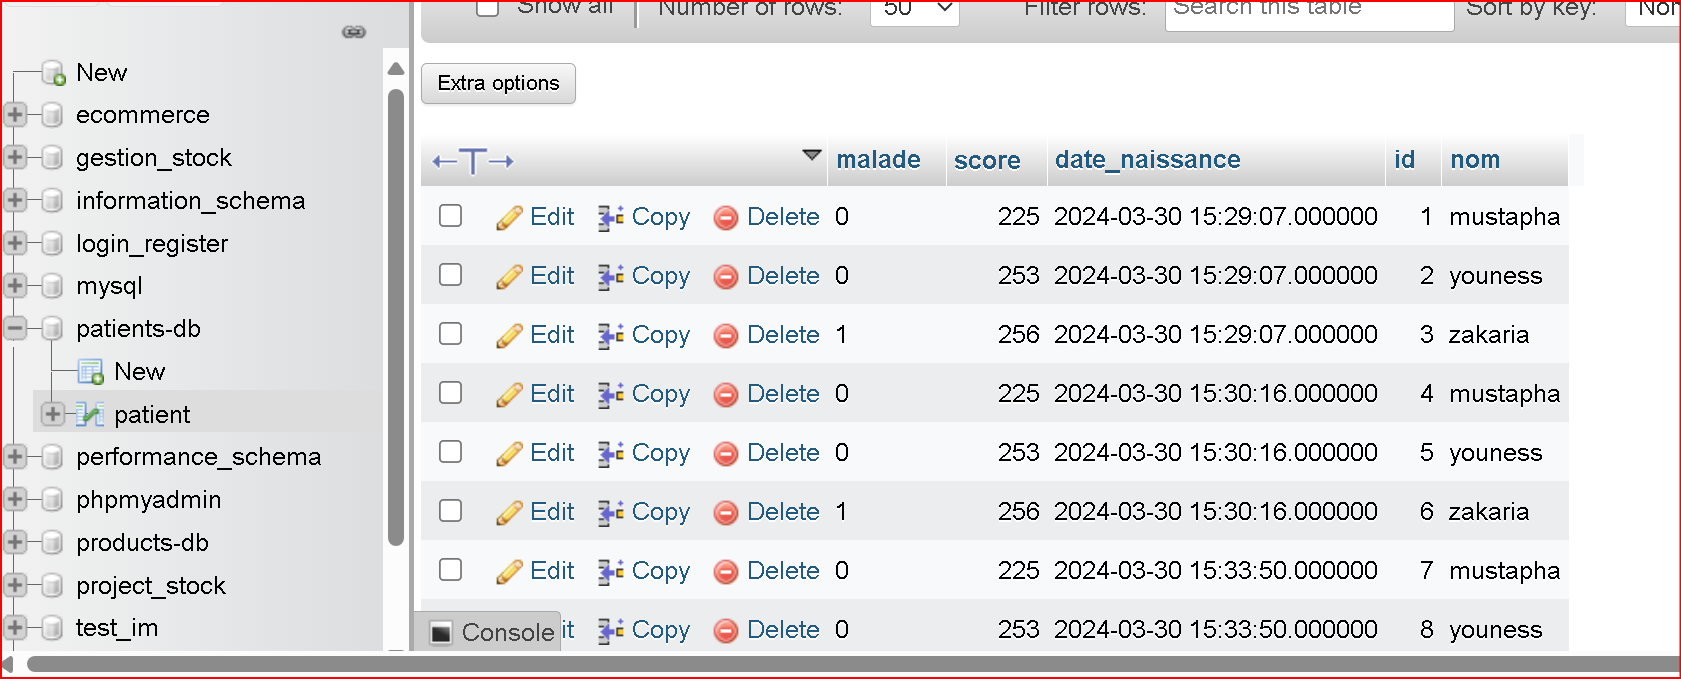 Show all Number of rows: 50 Filter rows: Search this table Sort by key:
New
ecommerce
gestion_stock
information_schema
login_register
mysql
patients-db
New
patient
performance_schema
phpmyadmin
products-db
project_stock
test_im
Extra options
malade score date_naissance id nom
Edit Copy Delete 0 225 2024-03-30 15:29:07.000000 1 mustapha
Edit Copy Delete 0 253 2024-03-30 15:29:07.000000 2 youness
Edit Copy Delete 1 256 2024-03-30 15:29:07.000000 3 zakaria
Edit Copy Delete 0 225 2024-03-30 15:30:16.000000 4 mustapha
Edit Copy Delete 0 253 2024-03-30 15:30:16.000000 5 youness
Edit Copy Delete 1 256 2024-03-30 15:30:16.000000 6 zakaria
Edit Copy Delete 0 225 2024-03-30 15:33:50.000000 7 mustapha
Console it Copy Delete 0 253 2024-03-30 15:33:50.000000 8 youness